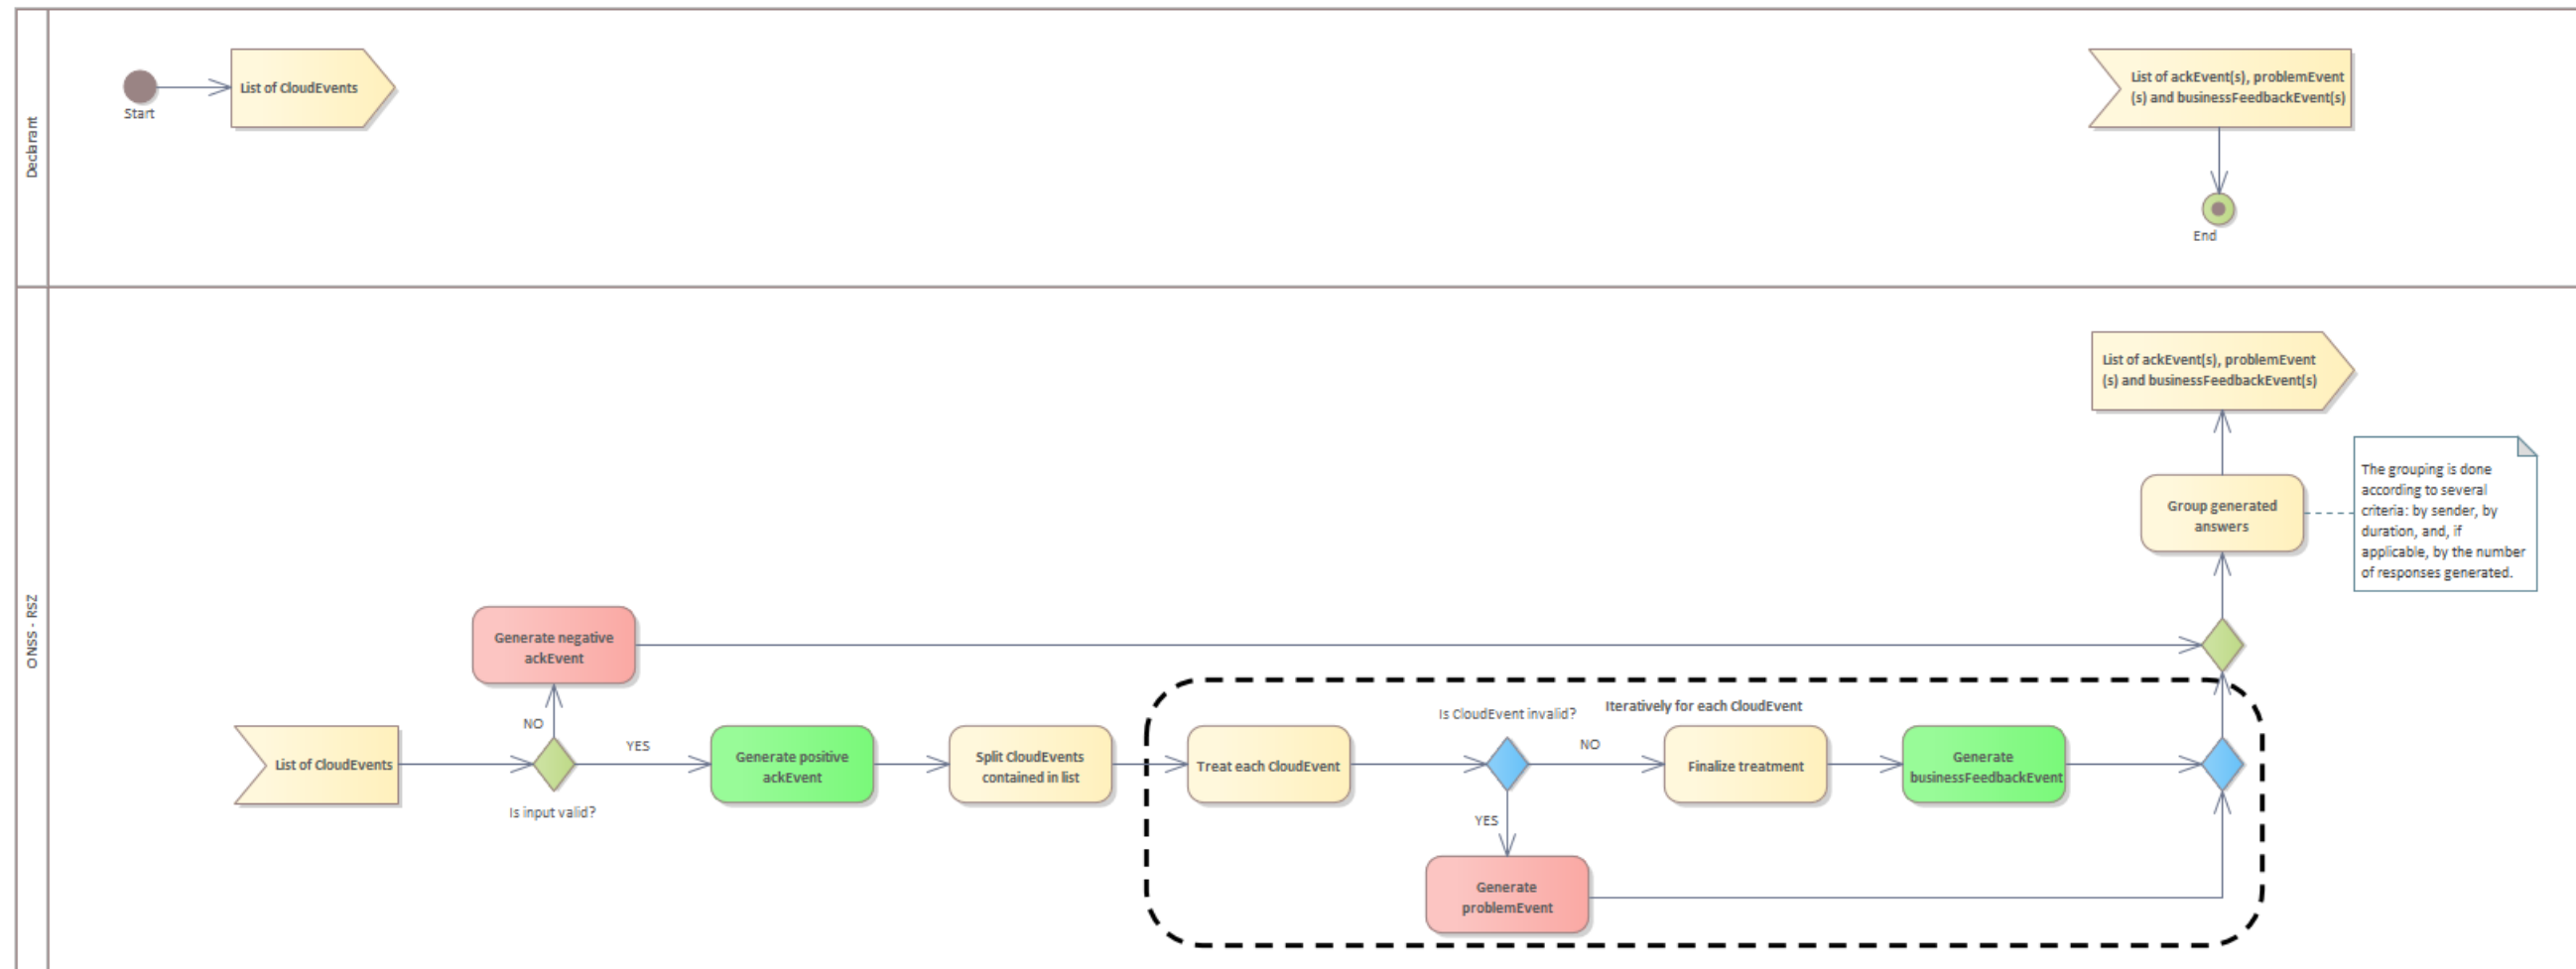 Declarant
Start
List of CloudEvents
List of ackEvent(s), problemEvent
(s) and businessFeedbackEvent(s)
End
ONSS - RSZ
List of ackEvent(s), problemEvent
(s) and businessFeedbackEvent(s)
Group generated
answers
The grouping is done
according to several
criteria: by sender, by
duration, and, if
applicable, by the number
of responses generated.
Generate negative
ackEvent
NO
List of CloudEvents
Is input valid?
YES
Generate positive
ackEvent
Split CloudEvents
contained in list
Iteratively for each CloudEvent
Treat each CloudEvent
Is CloudEvent invalid?
NO
Finalize treatment
Generate
businessFeedbackEvent
YES
Generate
problemEvent